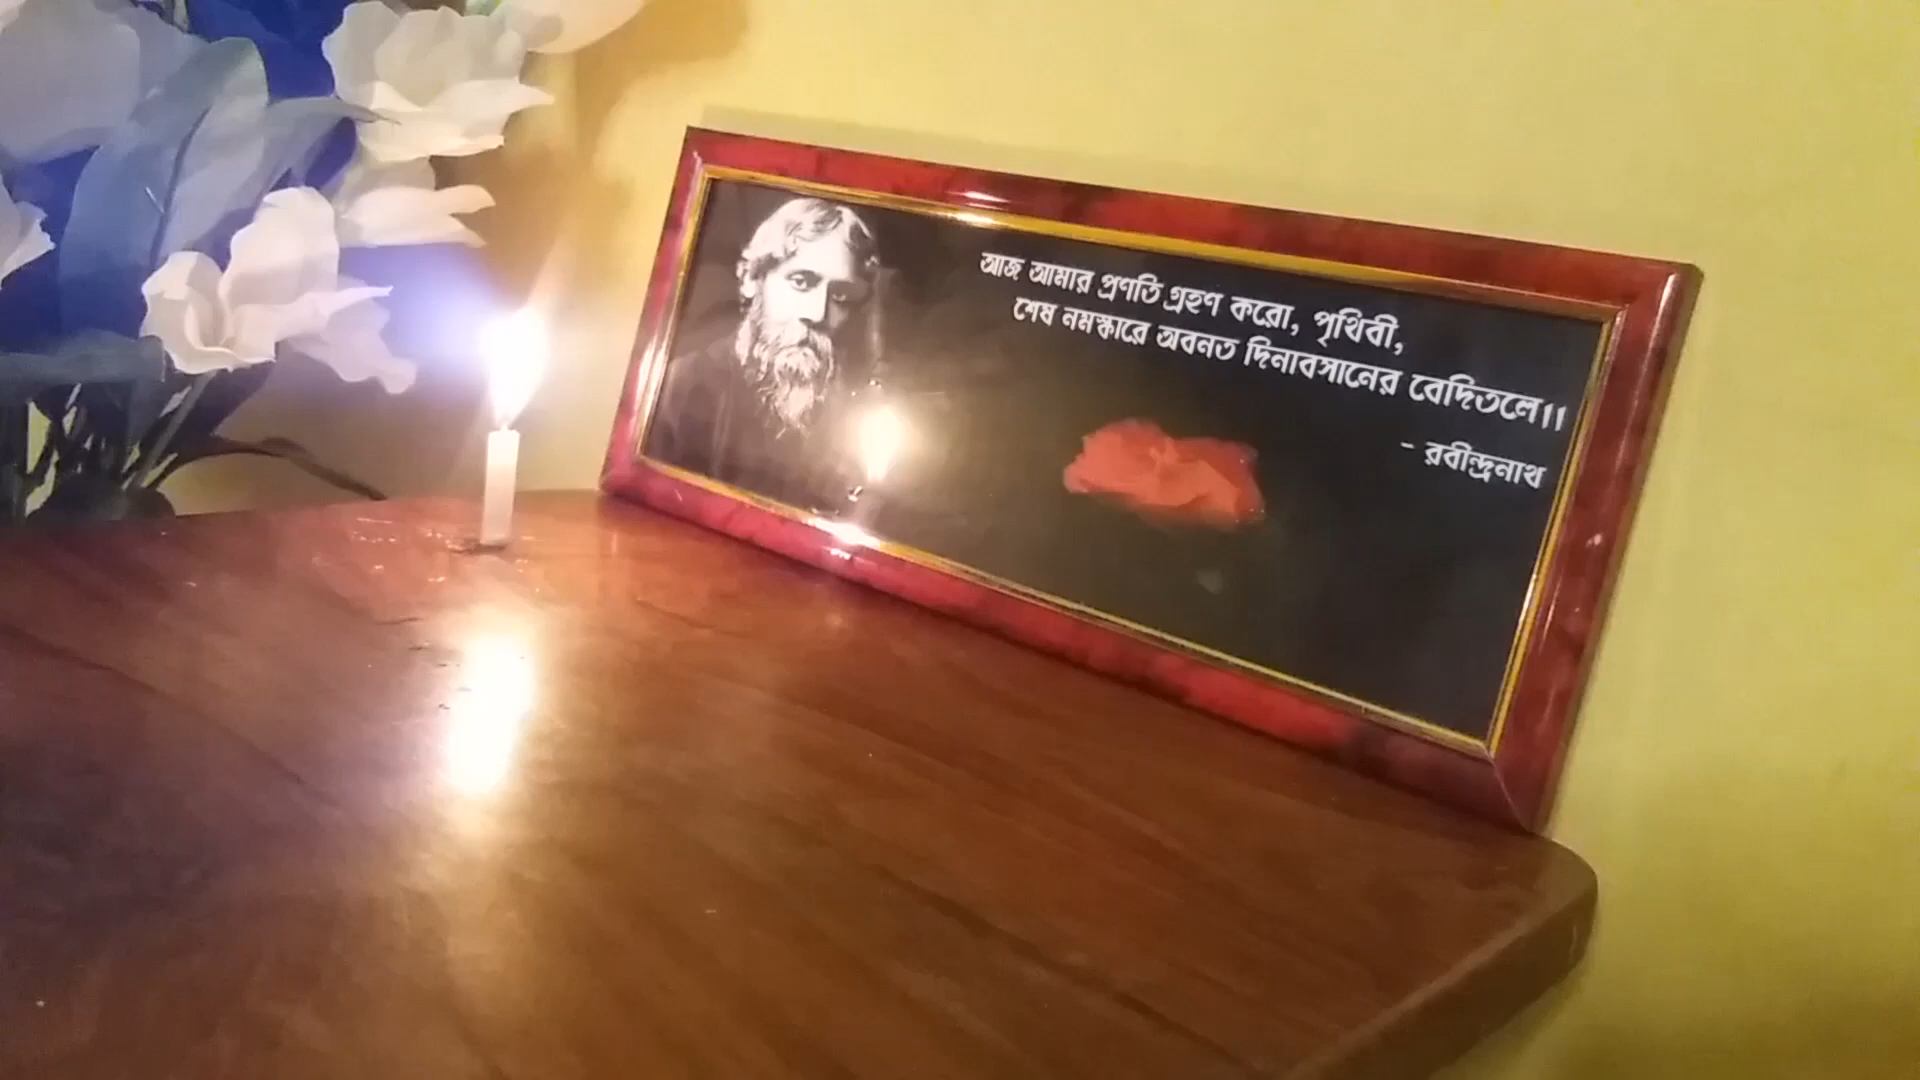 আজ আমার প্রণতি গ্রহণ করো, পৃথিবী,
শেষ নমস্কারে অবনত দিনাবসানের বেদিতলে।।
- রবীন্দ্রনাথ